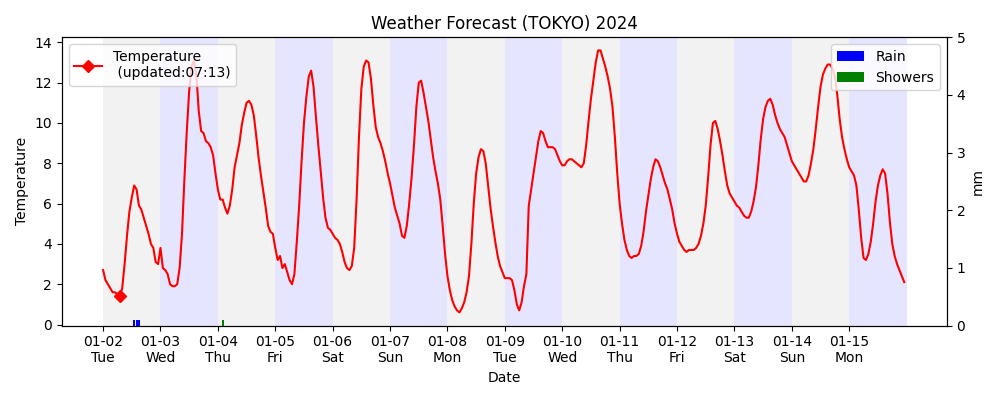 Weather Forecast (TOKYO) 2024
Temperature
(updated:07:13)
Rain
Showers
14
12
10
8
6
4
2
0
Temperature
5
4
3
2
1
0
mm
01-02 01-03 01-04 01-05 01-06 01-07 01-08 01-09 01-10 01-11 01-12 01-13 01-14 01-15
Tue Wed Thu Fri Sat Sun Mon Tue Wed Thu Fri Sat Sun Mon
Date